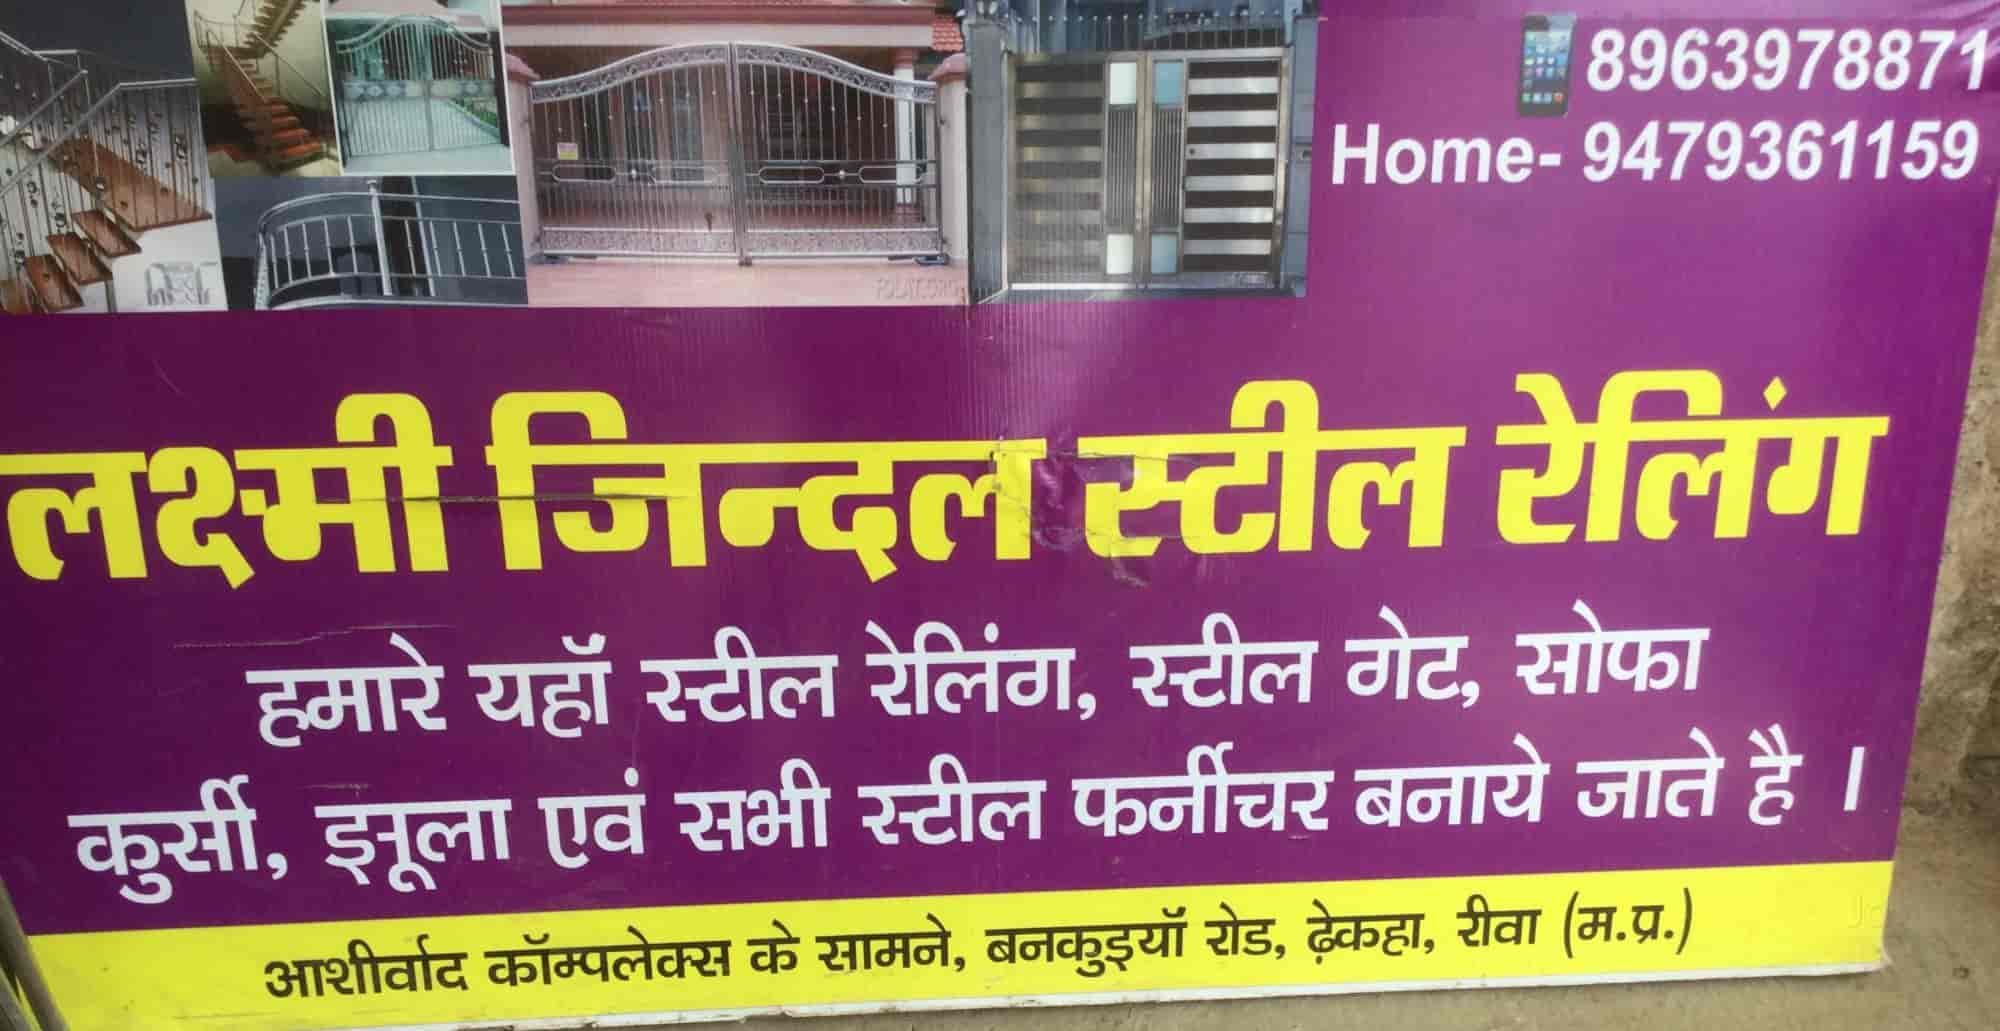 8963978871
Home- 9479361159
लक्ष्मी जिन्दल स्टील रेलिंग
हमारे यहॉ स्टील रेलिंग, स्टील गेट, सोफा
कुर्सी, झूला एवं सभी स्टील फर्नीचर बनाये जाते है ।
आशीर्वाद कॉम्पलेक्स के सामने, बनकुइयॉ रोड, ढ़ेकहा, रीवा (म.प्र.)